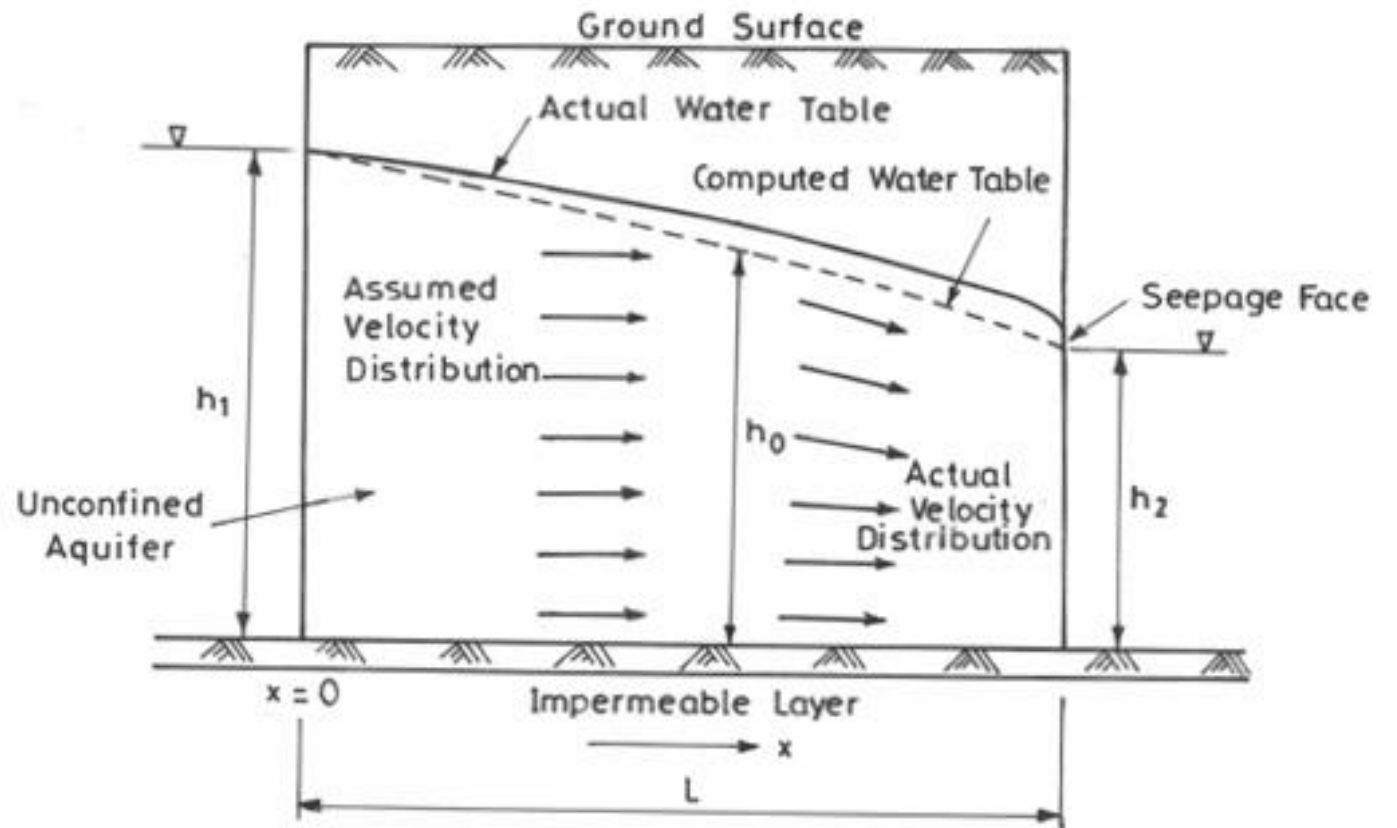 Ground Surface
Actual Water Table
Computed Water Table
Assumed
Velocity
Distribution
Seepage Face
h1
h0
h2
Unconfined
Aquifer
Actual
Velocity
Distribution
x = 0
Impermeable Layer
x
L